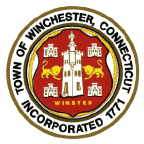 TOWN OF WINCHESTER, CONNECTICUT
WINSTED
INCORPORATED 1771